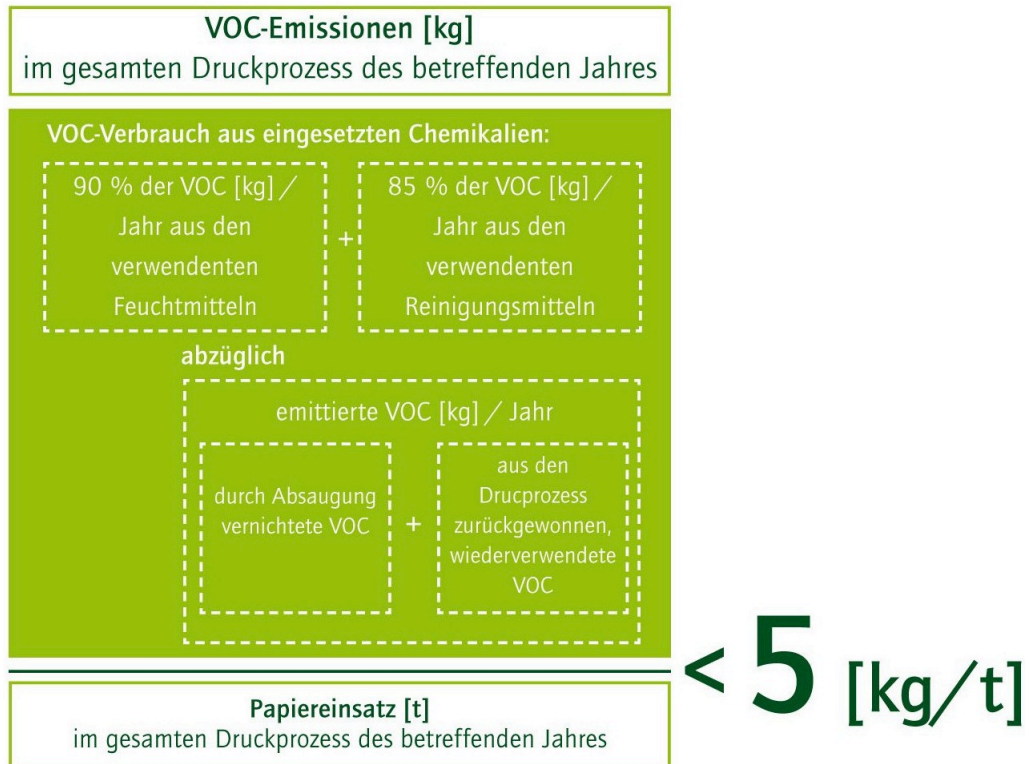 VOC-Emissionen [kg]
im gesamten Druckprozess des betreffenden Jahres
VOC-Verbrauch aus eingesetzten Chemikalien:
90 % der VOC [kg] /
Jahr aus den
verwendenten
Feuchtmitteln
+
85 % der VOC [kg] /
Jahr aus den
verwendenten
Reinigungsmitteln
abzüglich
emittierte VOC [kg] / Jahr
durch Absaugung
vernichtete VOC
+
aus den
Drucprozess
zurückgewonnen,
wiederverwendete
VOC
< 5 [kg/t]
Papiereinsatz [t]
im gesamten Druckprozess des betreffenden Jahres